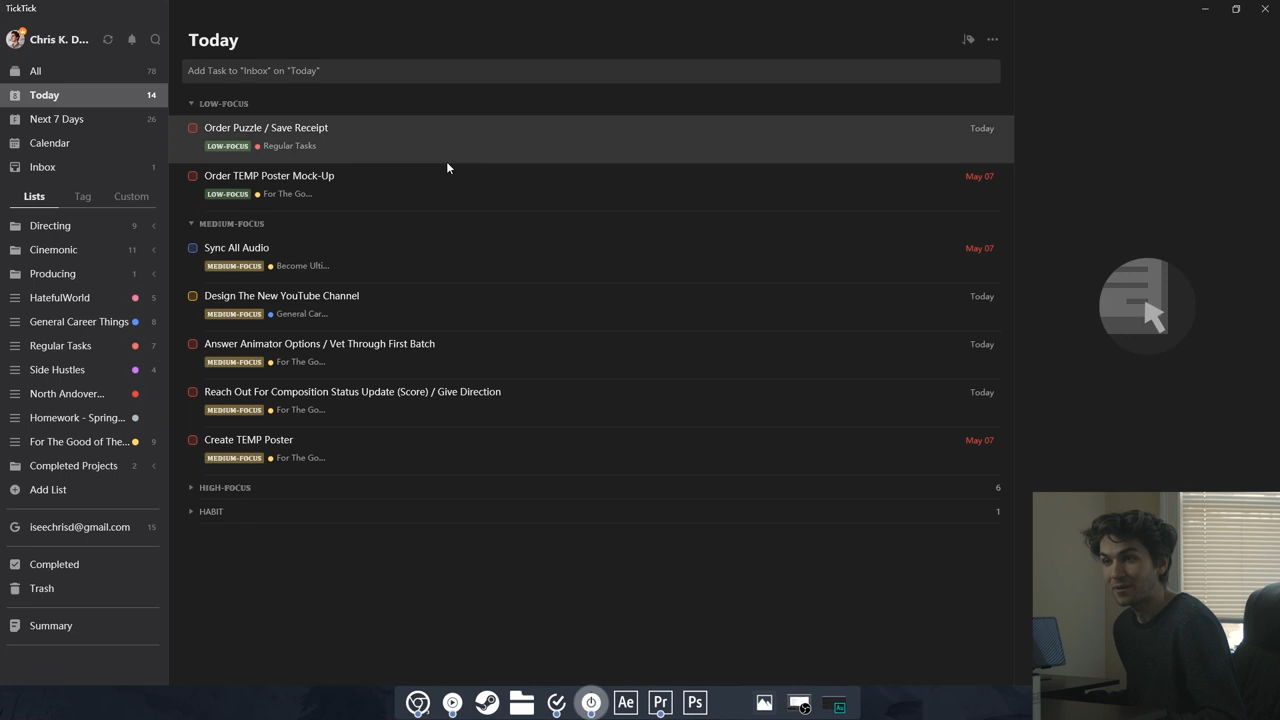 TickTick
Chris K. D...
All 78
Today 14
Next 7 Days 26
Calendar
Inbox 1
Lists Tag Custom
Directing 9
Cinemonic 11
Producing 1
HatefulWorld 5
General Career Things 8
Regular Tasks 7
Side Hustles 4
North Andover...
Homework - Spring...
For The Good of The... 9
Completed Projects 2
Add List
G iseechrisd@gmail.com 15
Completed
Trash
Summary
Today
Add Task to "Inbox" on "Today"
LOW-FOCUS
Order Puzzle / Save Receipt Today
LOW-FOCUS Regular Tasks
Order TEMP Poster Mock-Up May 07
LOW-FOCUS For The Go...
MEDIUM-FOCUS
Sync All Audio May 07
MEDIUM-FOCUS Become Ulti...
Design The New YouTube Channel Today
MEDIUM-FOCUS General Car...
Answer Animator Options / Vet Through First Batch Today
MEDIUM-FOCUS For The Go...
Reach Out For Composition Status Update (Score) / Give Direction Today
MEDIUM-FOCUS For The Go...
Create TEMP Poster May 07
MEDIUM-FOCUS For The Go...
HIGH-FOCUS 6
HABIT 1
Ae Pr Ps